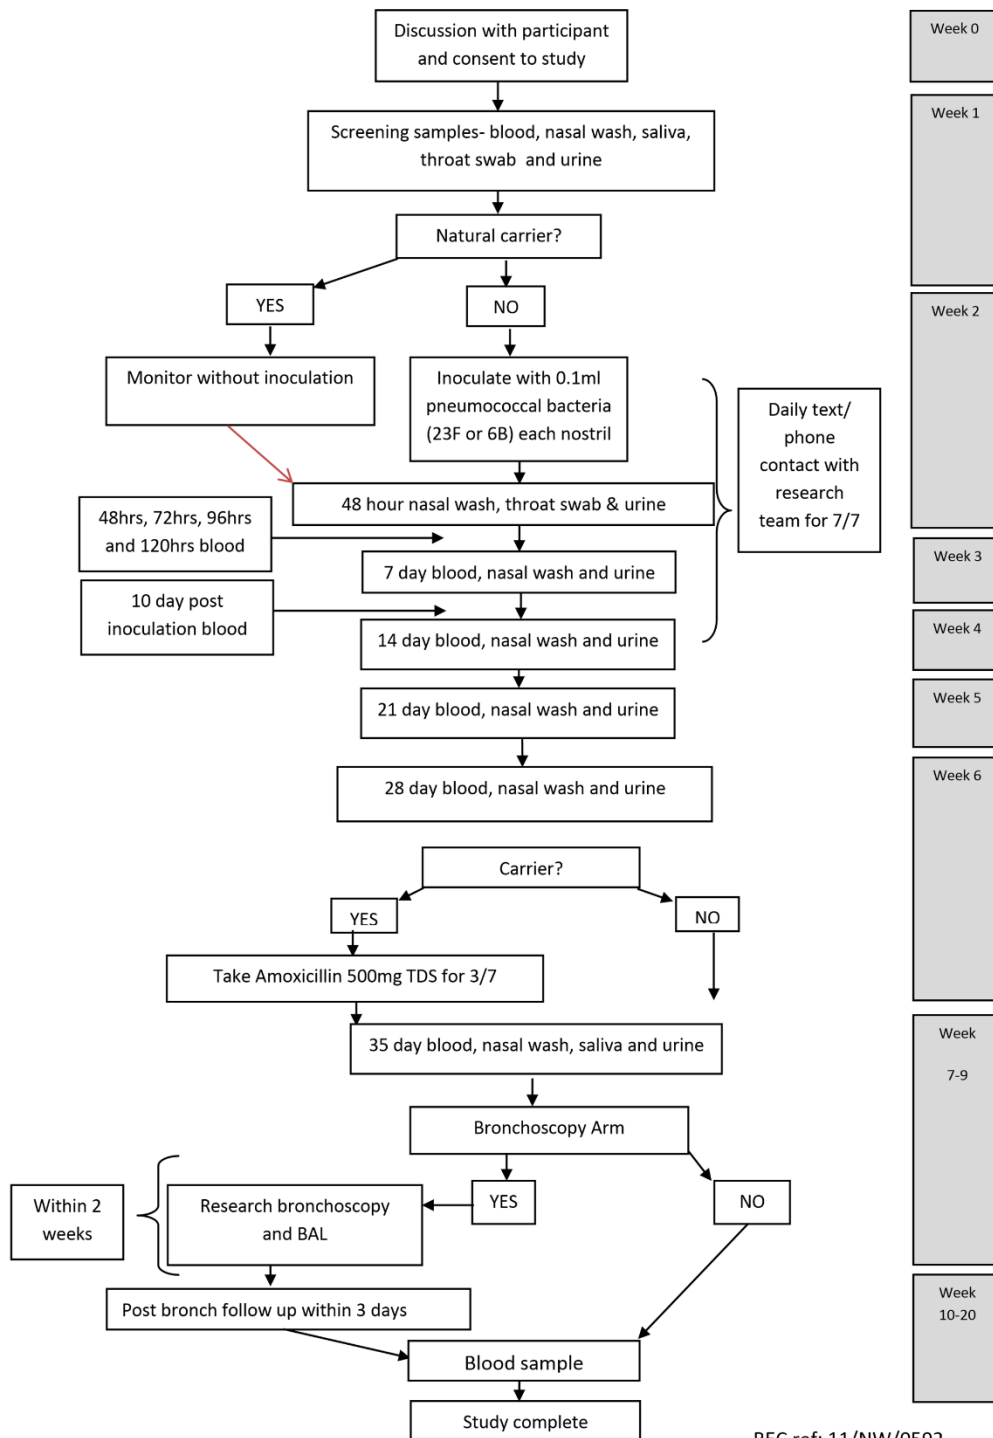 Discussion with participant
and consent to study
Week 0
Screening samples- blood, nasal wash, saliva,
throat swab and urine
Week 1
Natural carrier?
YES
NO
Week 2
Monitor without inoculation
Inoculate with 0.1ml
pneumococcal bacteria
(23F or 6B) each nostril
Daily text/
phone
contact with
research
team for 7/7
48 hour nasal wash, throat swab & urine
48hrs, 72hrs, 96hrs
and 120hrs blood
Week 3
7 day blood, nasal wash and urine
10 day post
inoculation blood
Week 4
14 day blood, nasal wash and urine
Week 5
21 day blood, nasal wash and urine
Week 6
28 day blood, nasal wash and urine
Carrier?
YES
NO
Take Amoxicillin 500mg TDS for 3/7
Week
7-9
35 day blood, nasal wash, saliva and urine
Bronchoscopy Arm
YES
NO
Within 2
weeks
Research bronchoscopy
and BAL
Week
10-20
Post bronch follow up within 3 days
Blood sample
Study complete
REC ref: 11/NW/0592